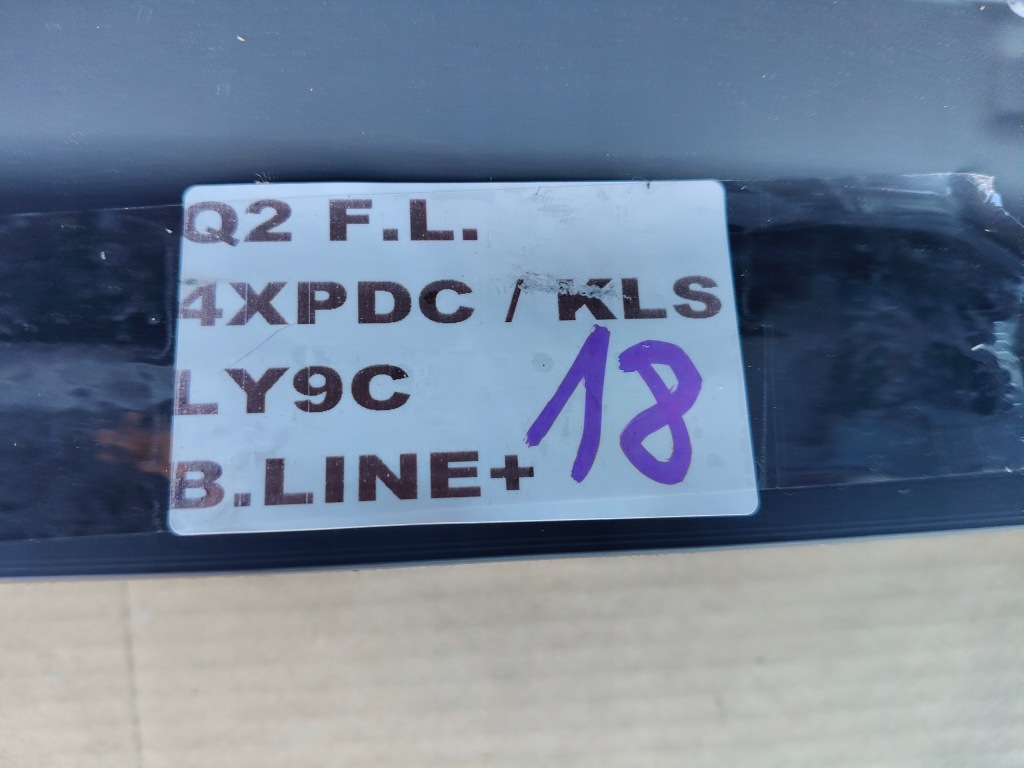 Q2 F.L.
4XPDC / KLS
LY9C
B.LINE+
18